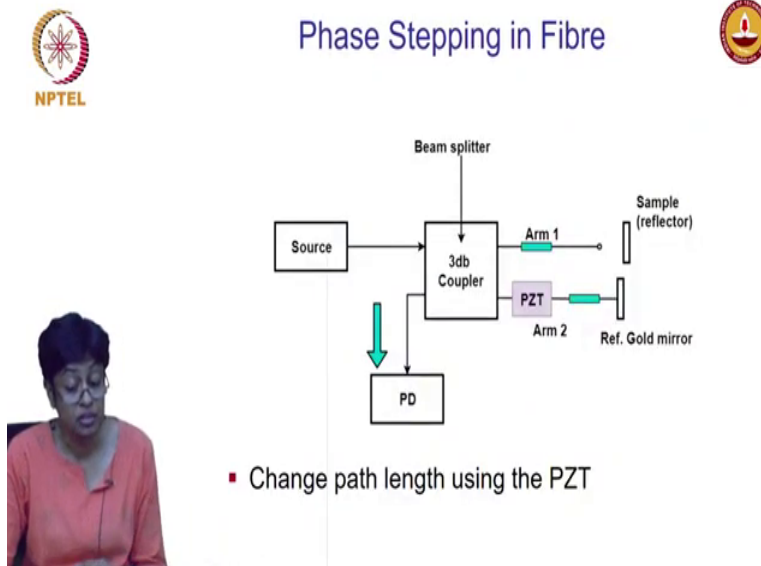 Phase Stepping in Fibre
NPTEL
Beam splitter
Source
3db
Coupler
Arm 1
Sample
(reflector)
PZT
Arm 2
Ref. Gold mirror
PD
Change path length using the PZT